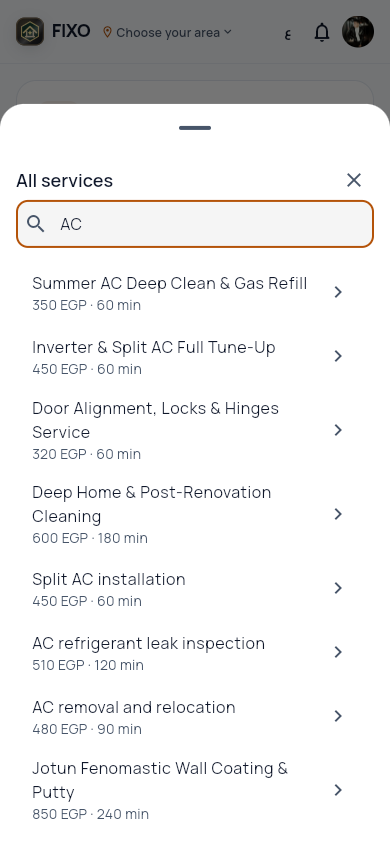 FIXO
Choose your area
ع
All services
AC
Summer AC Deep Clean & Gas Refill
350 EGP · 60 min
Inverter & Split AC Full Tune-Up
450 EGP · 60 min
Door Alignment, Locks & Hinges
Service
320 EGP · 60 min
Deep Home & Post-Renovation
Cleaning
600 EGP · 180 min
Split AC installation
450 EGP · 60 min
AC refrigerant leak inspection
510 EGP · 120 min
AC removal and relocation
480 EGP · 90 min
Jotun Fenomastic Wall Coating &
Putty
850 EGP · 240 min